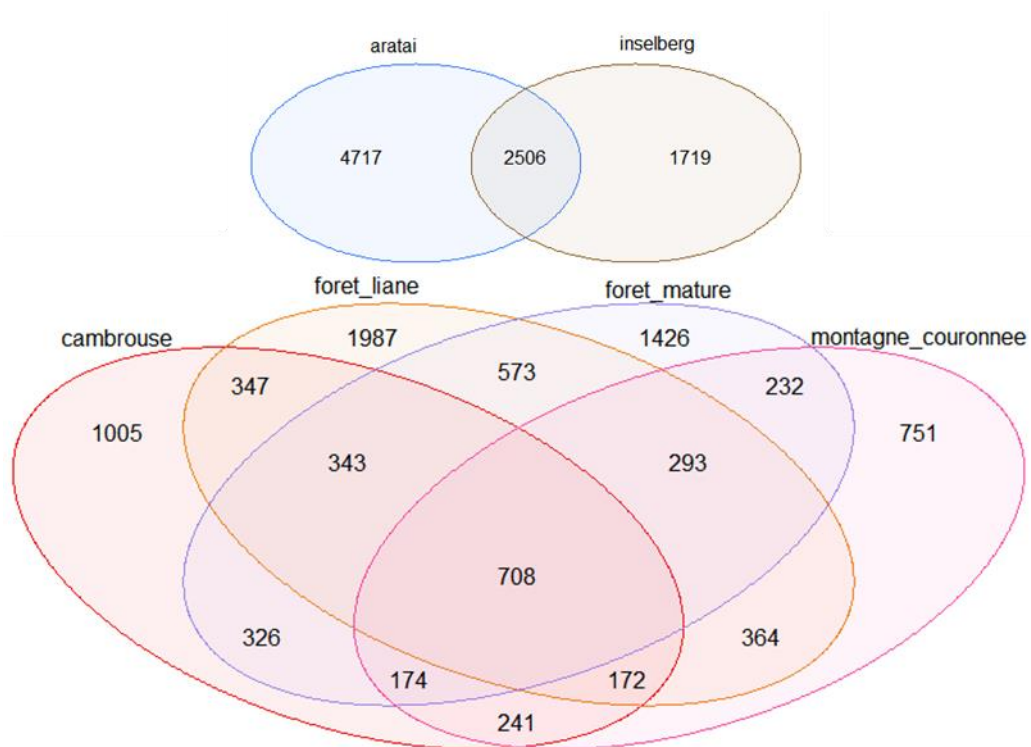 aratai inselberg
4717 2506 1719
foret_liane foret_mature
cambrouse 1987 1426 montagne_couronnee
347 573 232
1005 751
343 293
708
326 364
174 172
241